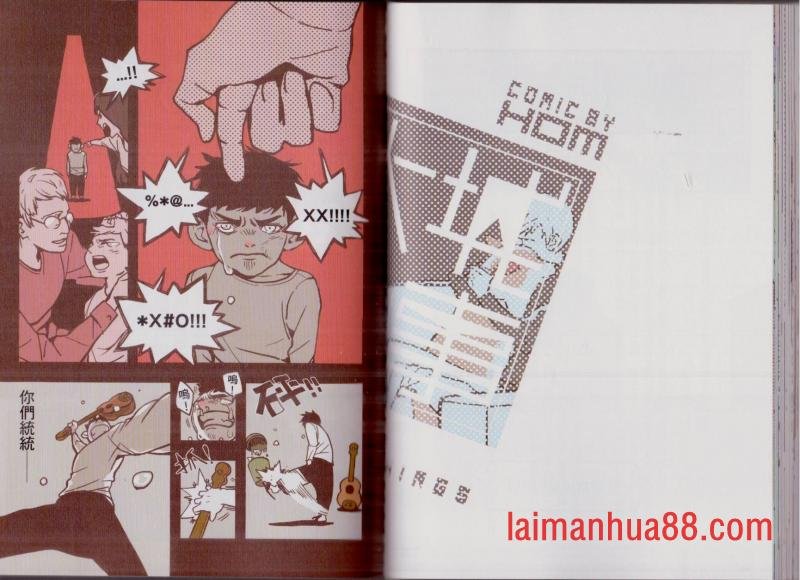 ...!!
%*@...
XX!!!!
*X#O!!!
你們統統——
嗚!
嗚!
COMIC BY
HOM
laimanhua88.com